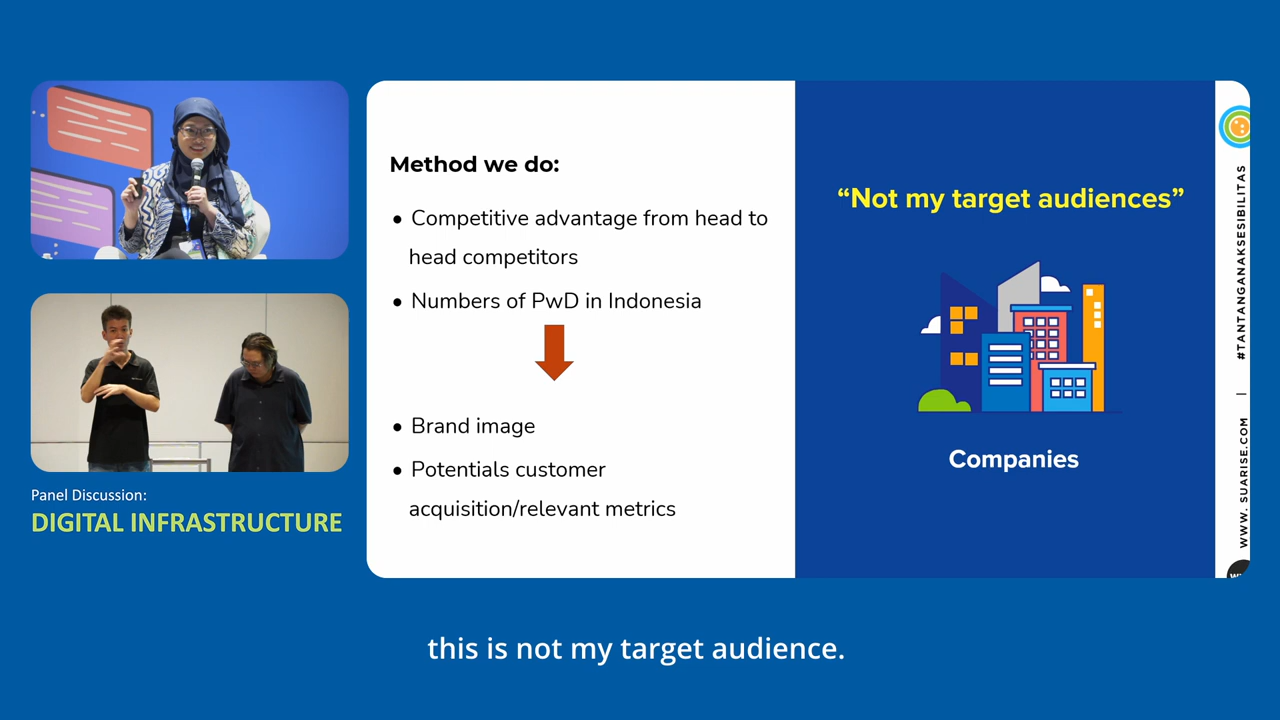 Panel Discussion:
DIGITAL INFRASTRUCTURE
Method we do:
• Competitive advantage from head to
head competitors
• Numbers of PwD in Indonesia
• Brand image
• Potentials customer
acquisition/relevant metrics
“Not my target audiences”
Companies
#TANTANGANAKSESIBILITAS
|
WWW. SUARISE.COM
this is not my target audience.